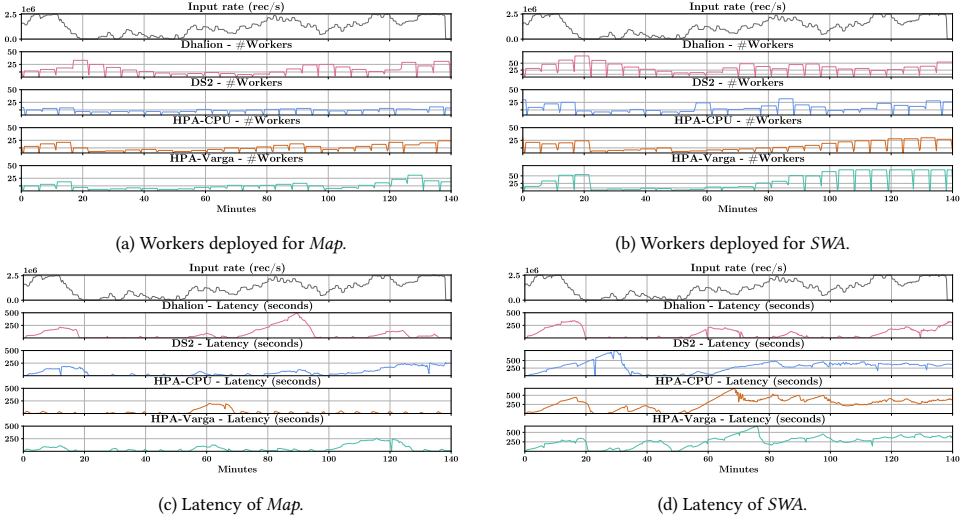 Input rate (rec/s)
1e6
2.5
0.0
Dhalion - #Workers
50
25
DS2 - #Workers
50
25
HPA-CPU - #Workers
50
25
HPA-Varga - #Workers
25
0 20 40 60 80 100 120 140
Minutes
(a) Workers deployed for Map.
Input rate (rec/s)
1e6
2.5
0.0
Dhalion - #Workers
50
25
DS2 - #Workers
50
25
HPA-CPU - #Workers
50
25
HPA-Varga - #Workers
50
25
0 20 40 60 80 100 120 140
Minutes
(b) Workers deployed for SWA.
Input rate (rec/s)
1e6
2.5
0.0
Dhalion - Latency (seconds)
500
250
DS2 - Latency (seconds)
500
250
HPA-CPU - Latency (seconds)
500
250
HPA-Varga - Latency (seconds)
250
0 20 40 60 80 100 120 140
Minutes
(c) Latency of Map.
Input rate (rec/s)
1e6
2.5
0.0
Dhalion - Latency (seconds)
500
250
DS2 - Latency (seconds)
500
250
HPA-CPU - Latency (seconds)
500
250
HPA-Varga - Latency (seconds)
500
250
0 20 40 60 80 100 120 140
Minutes
(d) Latency of SWA.